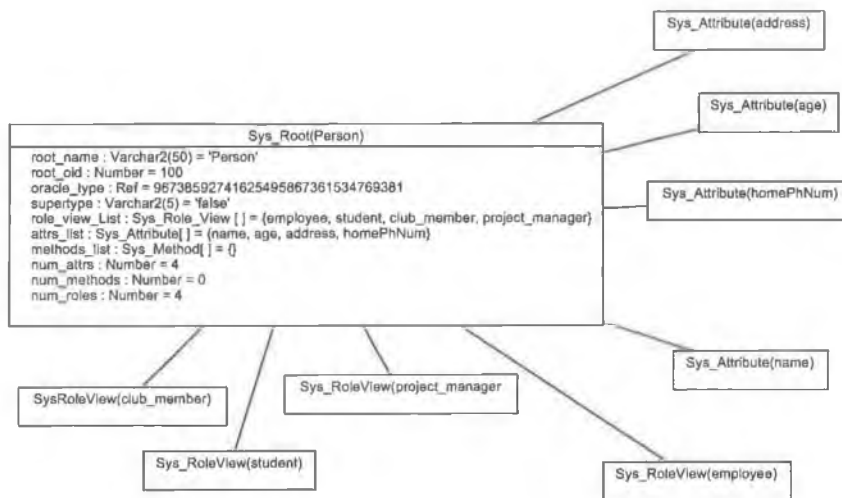 Sys_Attribute(address)
Sys_Attribute(age)
Sys_Root(Person)
root_name : Varchar2(50) = 'Person'
root_oid : Number = 100
oracle_type : Ref = 967385927416254958673615347693​81
supertype : Varchar2(5) = 'false'
role_view_List : Sys_Role_View [ ] = {employee, student, club_member, project_manager}
attrs_list : Sys_Attribute[ ] = {name, age, address, homePhNum}
methods_list : Sys_Method[ ] = {}
num_attrs : Number = 4
num_methods : Number = 0
num_roles : Number = 4
Sys_Attribute(homePhNum)
Sys_Attribute(name)
SysRoleView(club_member)
Sys_RoleView(project_manager
Sys_RoleView(student)
Sys_RoleView(employee)